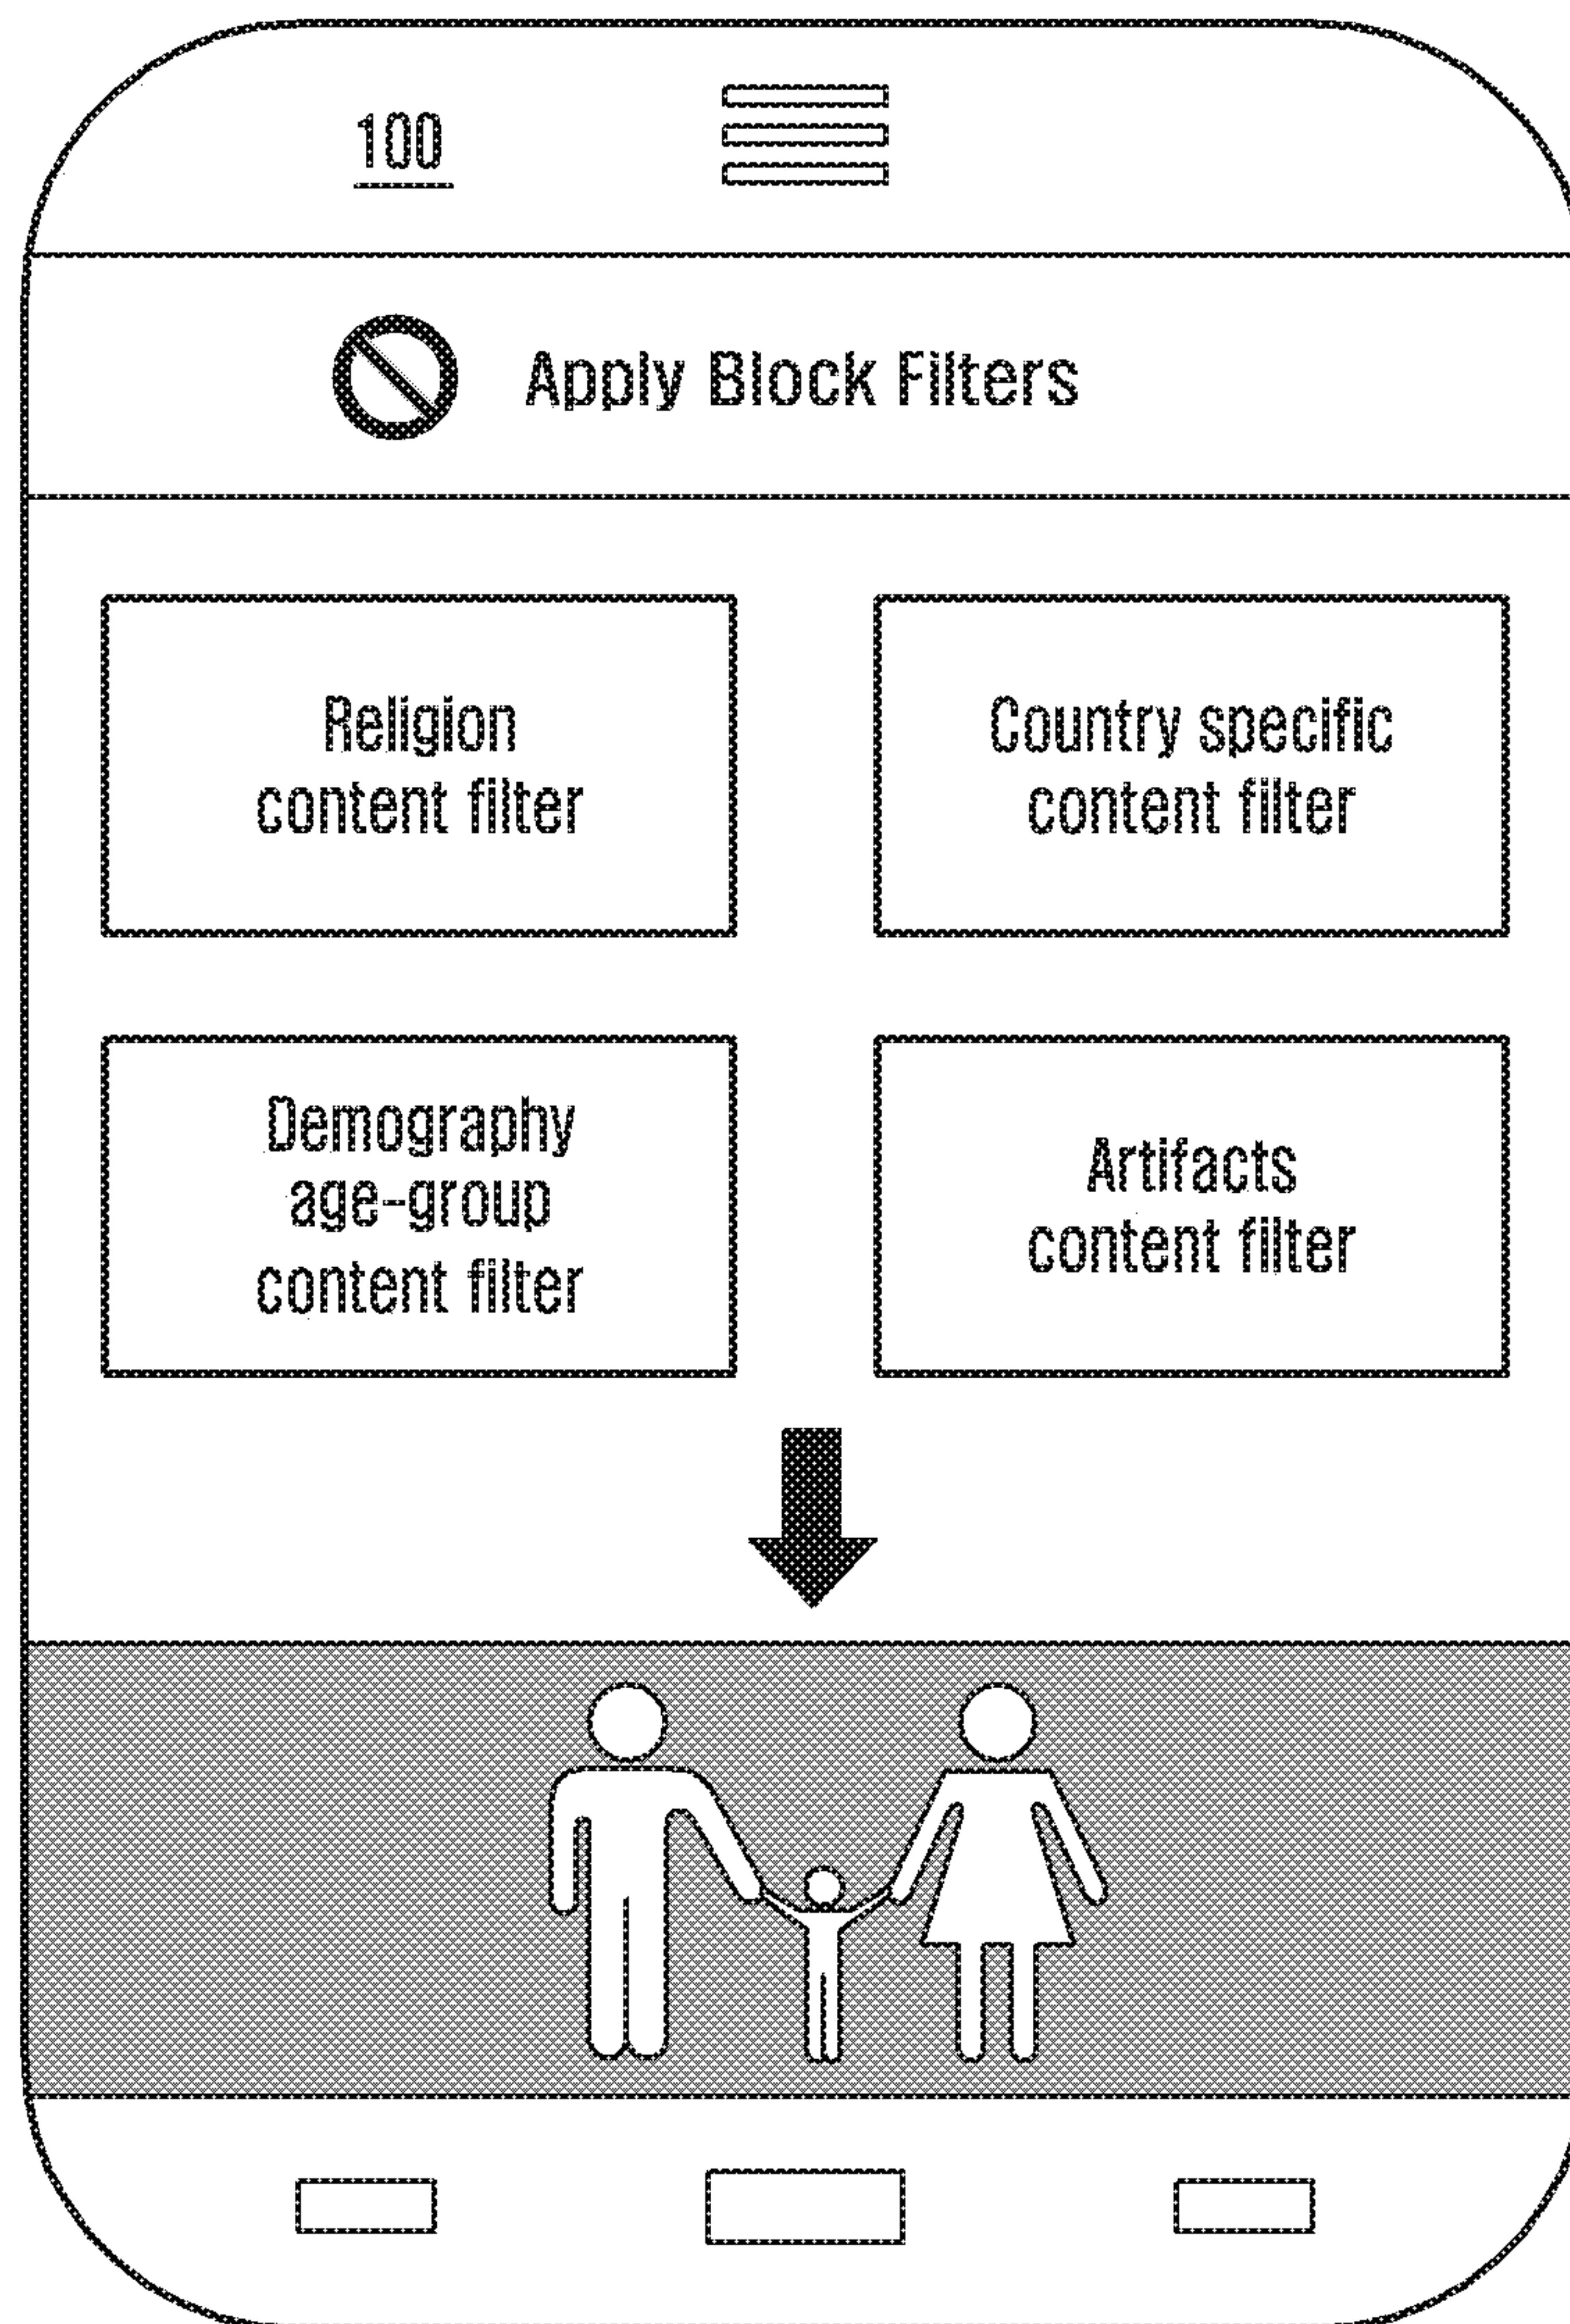 100
Apply Block Filters
Religion
content filter
Country specific
content filter
Demography
age-group
content filter
Artifacts
content filter